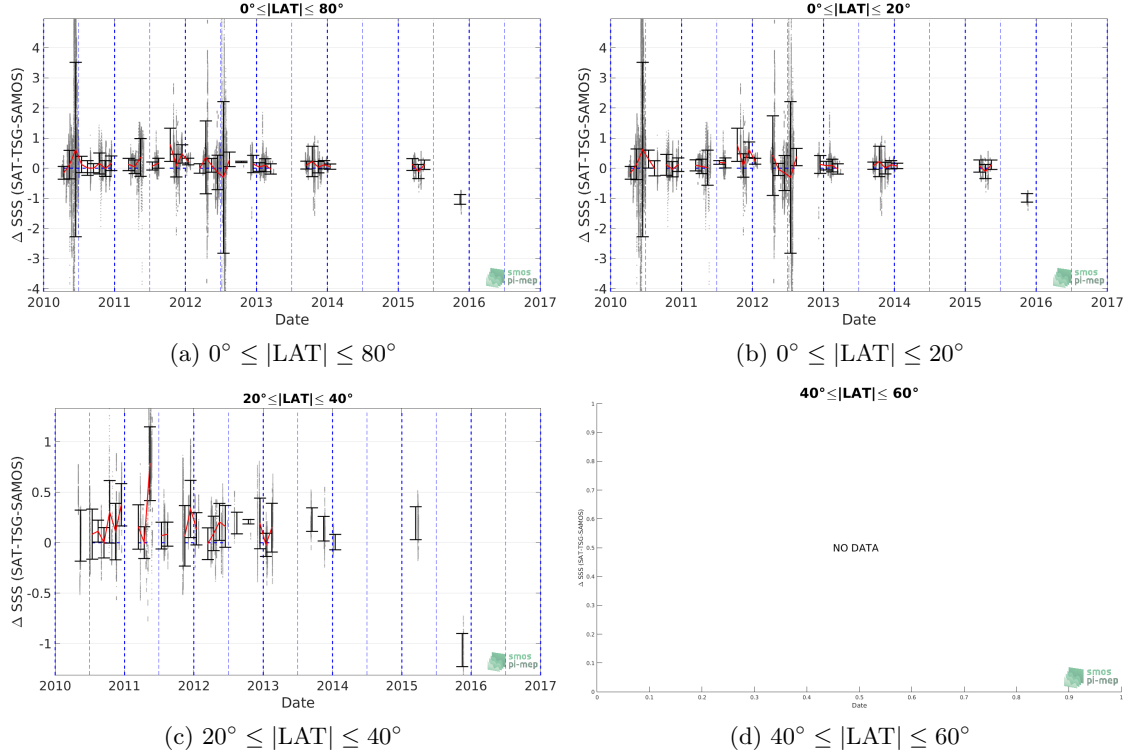 0°≤|LAT|≤ 80°
Δ SSS (SAT-TSG-SAMOS)
4
3
2
1
0
-1
-2
-3
-4
2010 2011 2012 2013 2014 2015 2016 2017
Date
smos
pi-mep
(a) 0° ≤ |LAT| ≤ 80°
0°≤|LAT|≤ 20°
Δ SSS (SAT-TSG-SAMOS)
4
3
2
1
0
-1
-2
-3
-4
2010 2011 2012 2013 2014 2015 2016 2017
Date
smos
pi-mep
(b) 0° ≤ |LAT| ≤ 20°
20°≤|LAT|≤ 40°
Δ SSS (SAT-TSG-SAMOS)
1
0.5
0
-0.5
-1
2010 2011 2012 2013 2014 2015 2016 2017
Date
smos
pi-mep
(c) 20° ≤ |LAT| ≤ 40°
40°≤|LAT|≤ 60°
Δ SSS (SAT-TSG-SAMOS)
1
0.9
0.8
0.7
0.6
0.5
0.4
0.3
0.2
0.1
0
NO DATA
0 0.1 0.2 0.3 0.4 0.5 0.6 0.7 0.8 0.9 1
Date
smos
pi-mep
(d) 40° ≤ |LAT| ≤ 60°